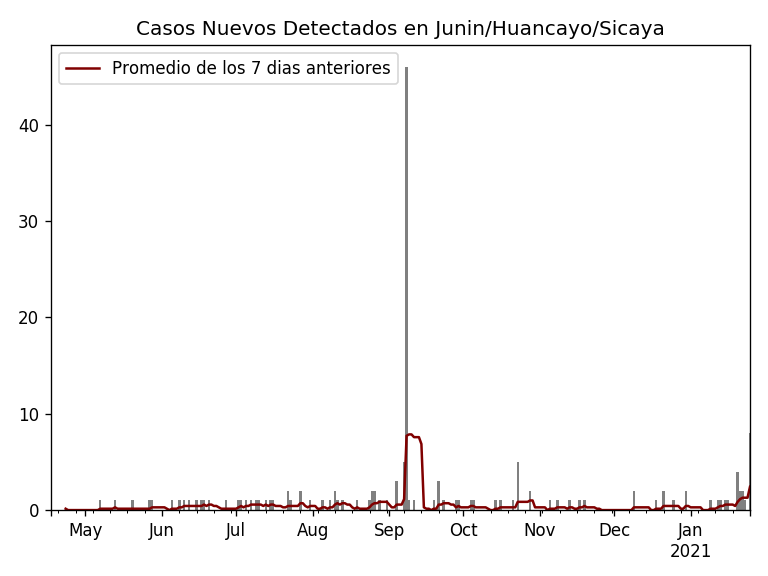 Casos Nuevos Detectados en Junin/Huancayo/Sicaya
Promedio de los 7 dias anteriores
40
30
20
10
0
May Jun Jul Aug Sep Oct Nov Dec Jan
2021